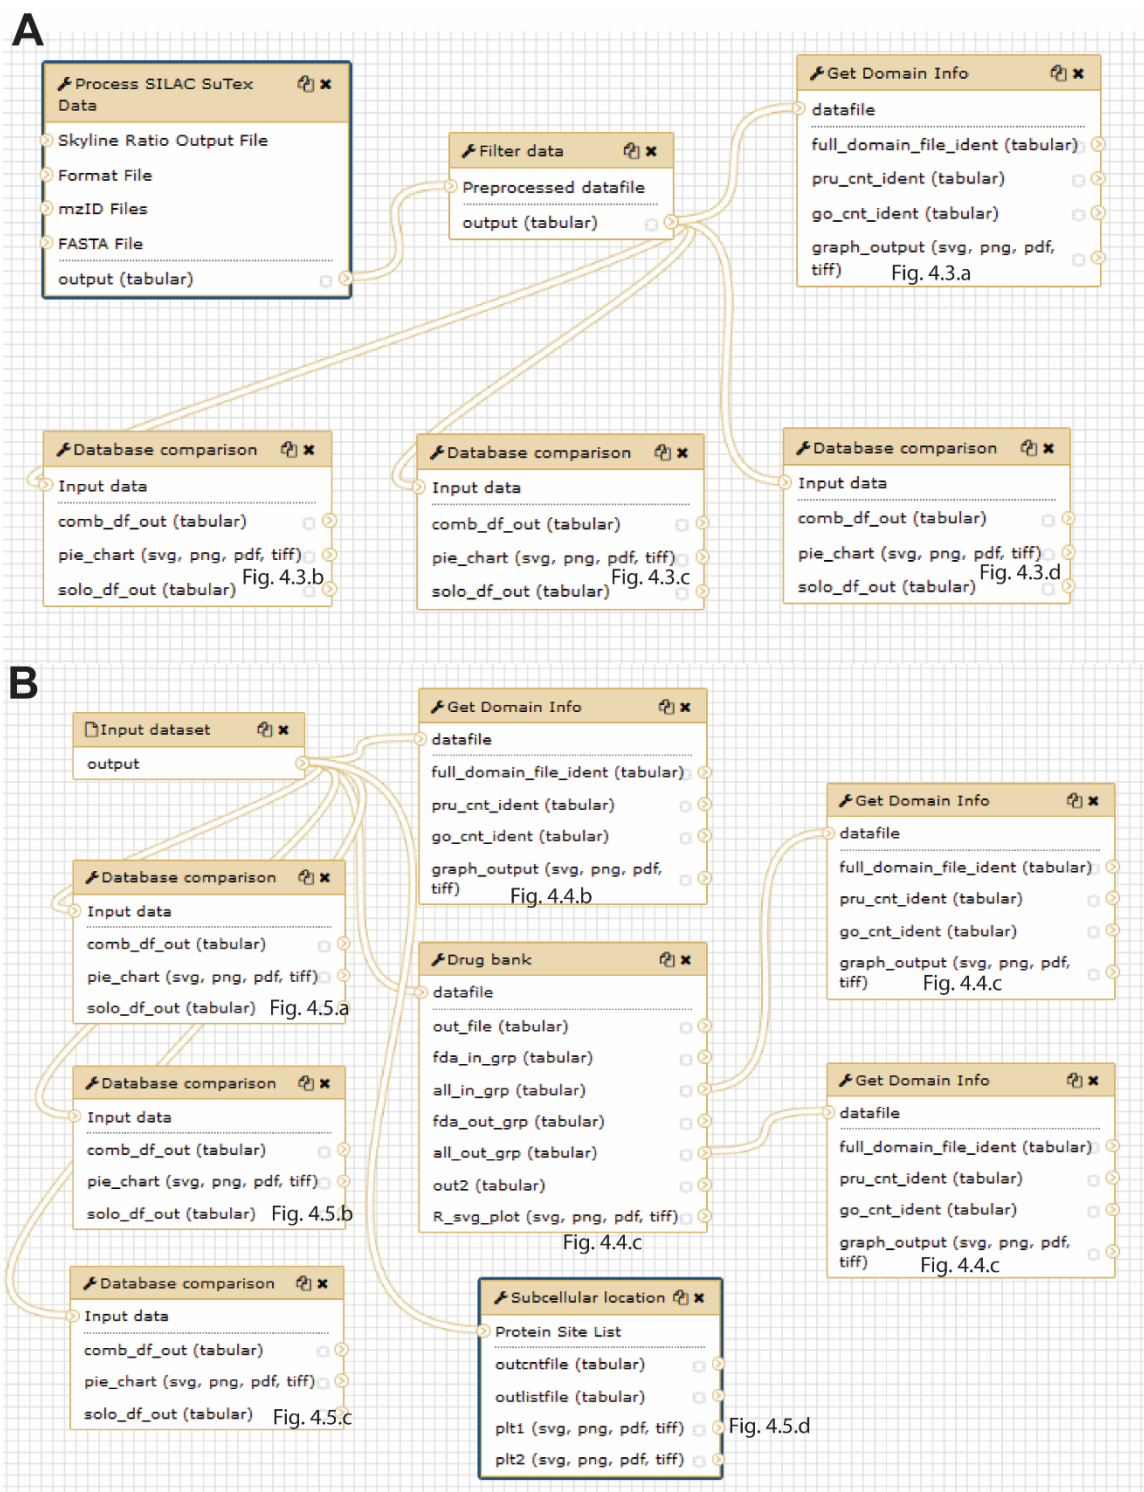 A
Process SILAC SuTex
Data
Skyline Ratio Output File
Format File
mzID Files
FASTA File
output (tabular)
Filter data
Preprocessed datafile
output (tabular)
Get Domain Info
datafile
full_domain_file_ident (tabular)
pru_cnt_ident (tabular)
go_cnt_ident (tabular)
graph_output (svg, png, pdf,
tiff)
Fig. 4.3.a
Database comparison
Input data
comb_df_out (tabular)
pie_chart (svg, png, pdf, tiff)
Fig. 4.3.b
solo_df_out (tabular)
Database comparison
Input data
comb_df_out (tabular)
pie_chart (svg, png, pdf, tiff)
Fig. 4.3.c
solo_df_out (tabular)
Database comparison
Input data
comb_df_out (tabular)
pie_chart (svg, png, pdf, tiff)
Fig. 4.3.d
solo_df_out (tabular)
B
Input dataset
output
Database comparison
Input data
comb_df_out (tabular)
pie_chart (svg, png, pdf, tiff)
solo_df_out (tabular)
Fig. 4.5.a
Database comparison
Input data
comb_df_out (tabular)
pie_chart (svg, png, pdf, tiff)
solo_df_out (tabular)
Fig. 4.5.b
Database comparison
Input data
comb_df_out (tabular)
pie_chart (svg, png, pdf, tiff)
solo_df_out (tabular)
Fig. 4.5.c
Get Domain Info
datafile
full_domain_file_ident (tabular)
pru_cnt_ident (tabular)
go_cnt_ident (tabular)
graph_output (svg, png, pdf,
tiff)
Fig. 4.4.b
Drug bank
datafile
out_file (tabular)
fda_in_grp (tabular)
all_in_grp (tabular)
fda_out_grp (tabular)
all_out_grp (tabular)
out2 (tabular)
R_svg_plot (svg, png, pdf, tiff)
Fig. 4.4.c
Subcellular location
Protein Site List
outcntfile (tabular)
outlistfile (tabular)
plt1 (svg, png, pdf, tiff)
Fig. 4.5.d
plt2 (svg, png, pdf, tiff)
Get Domain Info
datafile
full_domain_file_ident (tabular)
pru_cnt_ident (tabular)
go_cnt_ident (tabular)
graph_output (svg, png, pdf,
tiff)
Fig. 4.4.c
Get Domain Info
datafile
full_domain_file_ident (tabular)
pru_cnt_ident (tabular)
go_cnt_ident (tabular)
graph_output (svg, png, pdf,
tiff)
Fig. 4.4.c